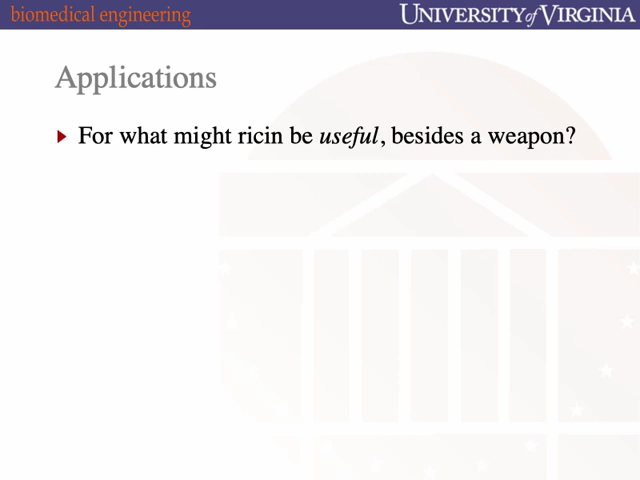 biomedical engineering
UNIVERSITY of VIRGINIA
Applications
For what might ricin be useful, besides a weapon?